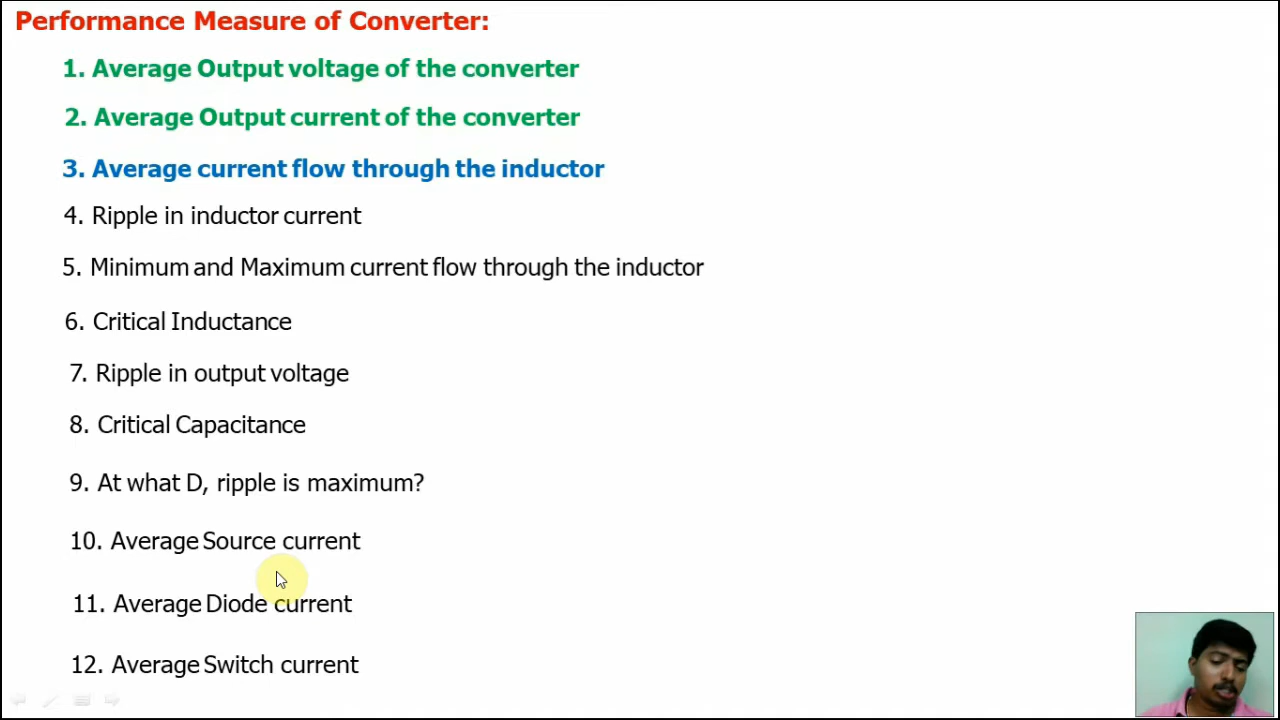 Performance Measure of Converter:
1. Average Output voltage of the converter
2. Average Output current of the converter
3. Average current flow through the inductor
4. Ripple in inductor current
5. Minimum and Maximum current flow through the inductor
6. Critical Inductance
7. Ripple in output voltage
8. Critical Capacitance
9. At what D, ripple is maximum?
10. Average Source current
11. Average Diode current
12. Average Switch current